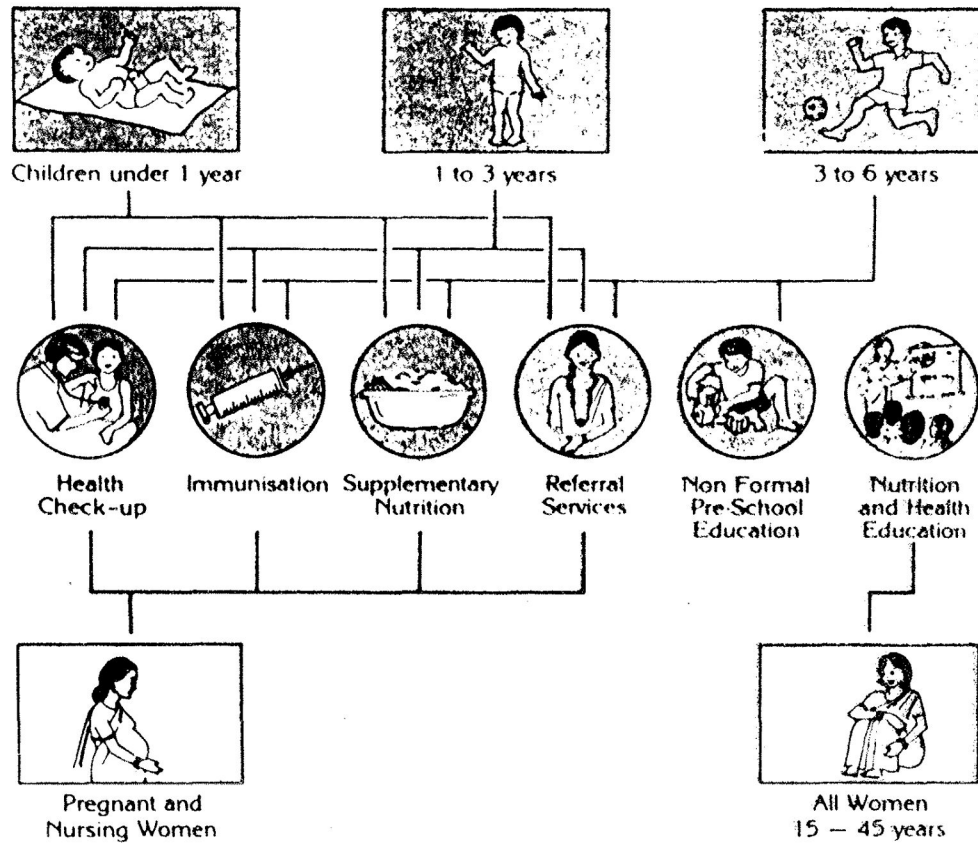 Children under 1 year
1 to 3 years
3 to 6 years
Health
Check-up
Immunisation
Supplementary
Nutrition
Referral
Services
Non Formal
Pre-School
Education
Nutrition
and Health
Education
Pregnant and
Nursing Women
All Women
15 — 45 years